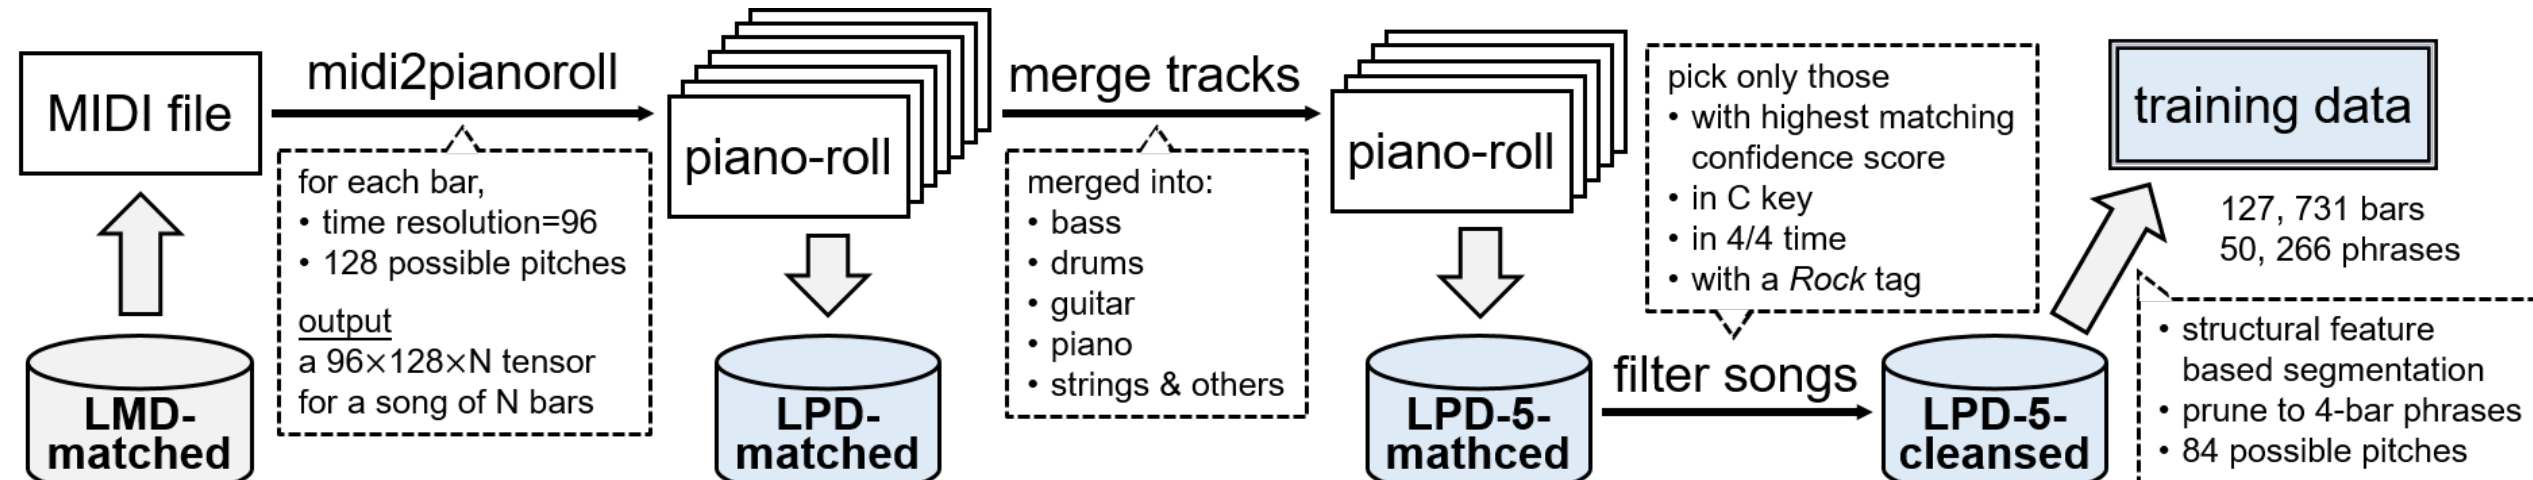 MIDI file
LMD-
matched
midi2pianoroll
for each bar,
• time resolution=96
• 128 possible pitches
output
a 96×128×N tensor
for a song of N bars
piano-roll
LPD-
matched
merge tracks
merged into:
• bass
• drums
• guitar
• piano
• strings & others
piano-roll
LPD-5-
mathced
pick only those
• with highest matching
confidence score
• in C key
• in 4/4 time
• with a Rock tag
filter songs
LPD-5-
cleansed
training data
127, 731 bars
50, 266 phrases
• structural feature
based segmentation
• prune to 4-bar phrases
• 84 possible pitches